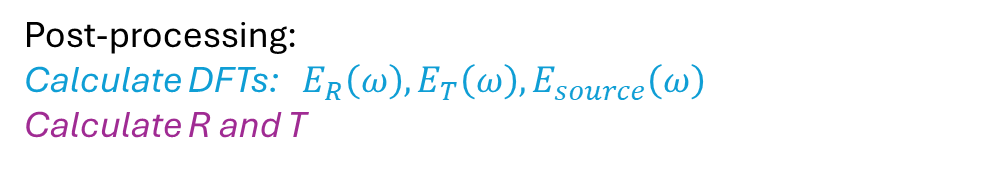 Post-processing:
Calculate DFTs: E_R(ω), E_T(ω), E_source(ω)
Calculate R and T